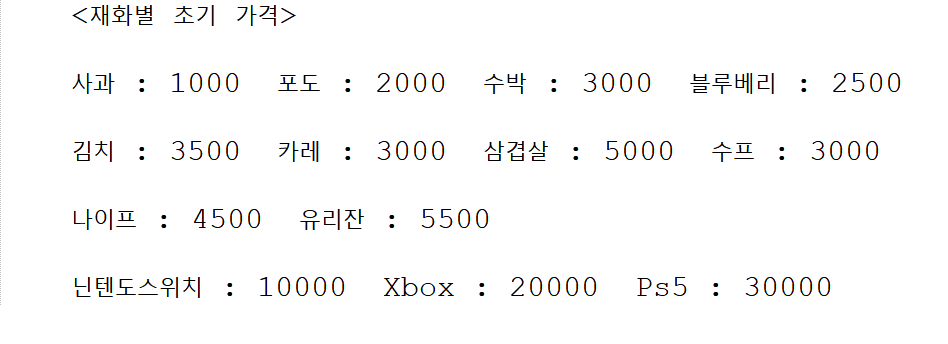 <재화별 초기 가격>
사과 : 1000 포도 : 2000 수박 : 3000 블루베리 : 2500
김치 : 3500 카레 : 3000 삼겹살 : 5000 수프 : 3000
나이프 : 4500 유리잔 : 5500
닌텐도스위치 : 10000 Xbox : 20000 Ps5 : 30000